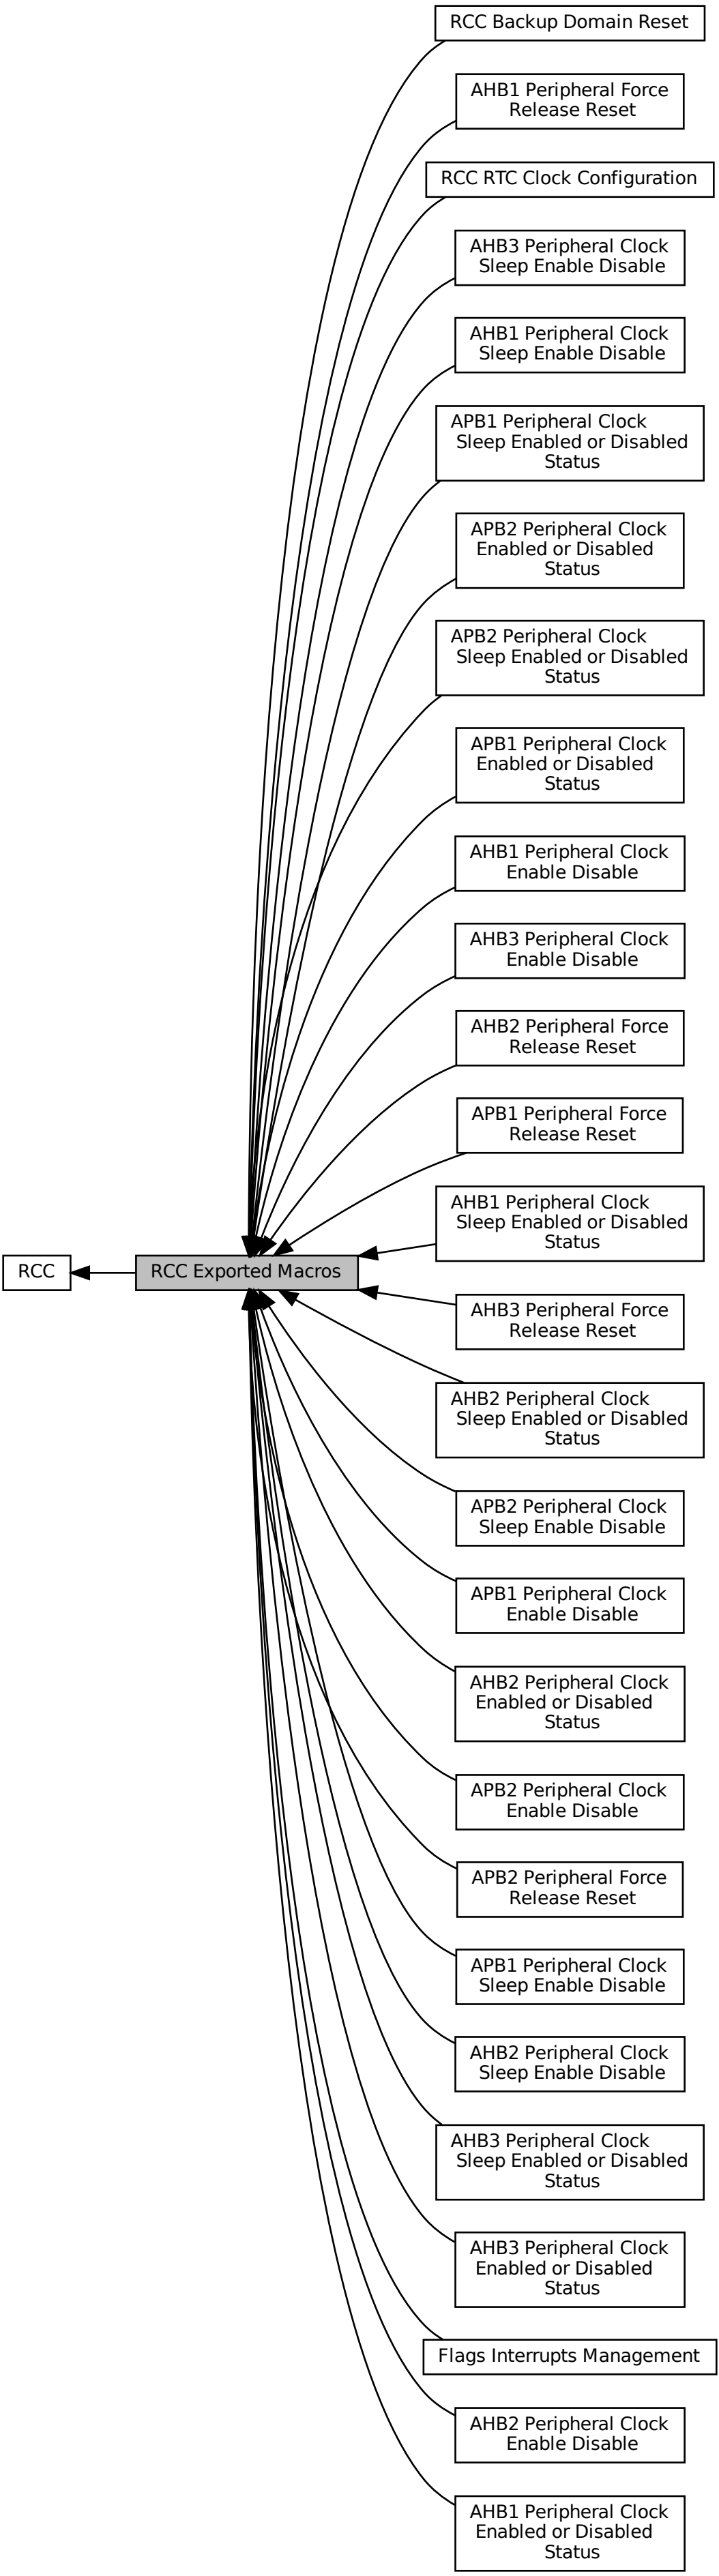 RCC Backup Domain Reset
AHB1 Peripheral Force
Release Reset
RCC RTC Clock Configuration
AHB3 Peripheral Clock
Sleep Enable Disable
AHB1 Peripheral Clock
Sleep Enable Disable
APB1 Peripheral Clock
Sleep Enabled or Disabled
Status
APB2 Peripheral Clock
Enabled or Disabled
Status
APB2 Peripheral Clock
Sleep Enabled or Disabled
Status
APB1 Peripheral Clock
Enabled or Disabled
Status
AHB1 Peripheral Clock
Enable Disable
AHB3 Peripheral Clock
Enable Disable
AHB2 Peripheral Force
Release Reset
APB1 Peripheral Force
Release Reset
AHB1 Peripheral Clock
Sleep Enabled or Disabled
Status
RCC
RCC Exported Macros
AHB3 Peripheral Force
Release Reset
AHB2 Peripheral Clock
Sleep Enabled or Disabled
Status
APB2 Peripheral Clock
Sleep Enable Disable
APB1 Peripheral Clock
Enable Disable
AHB2 Peripheral Clock
Enabled or Disabled
Status
APB2 Peripheral Clock
Enable Disable
APB2 Peripheral Force
Release Reset
APB1 Peripheral Clock
Sleep Enable Disable
AHB2 Peripheral Clock
Sleep Enable Disable
AHB3 Peripheral Clock
Sleep Enabled or Disabled
Status
AHB3 Peripheral Clock
Enabled or Disabled
Status
Flags Interrupts Management
AHB2 Peripheral Clock
Enable Disable
AHB1 Peripheral Clock
Enabled or Disabled
Status